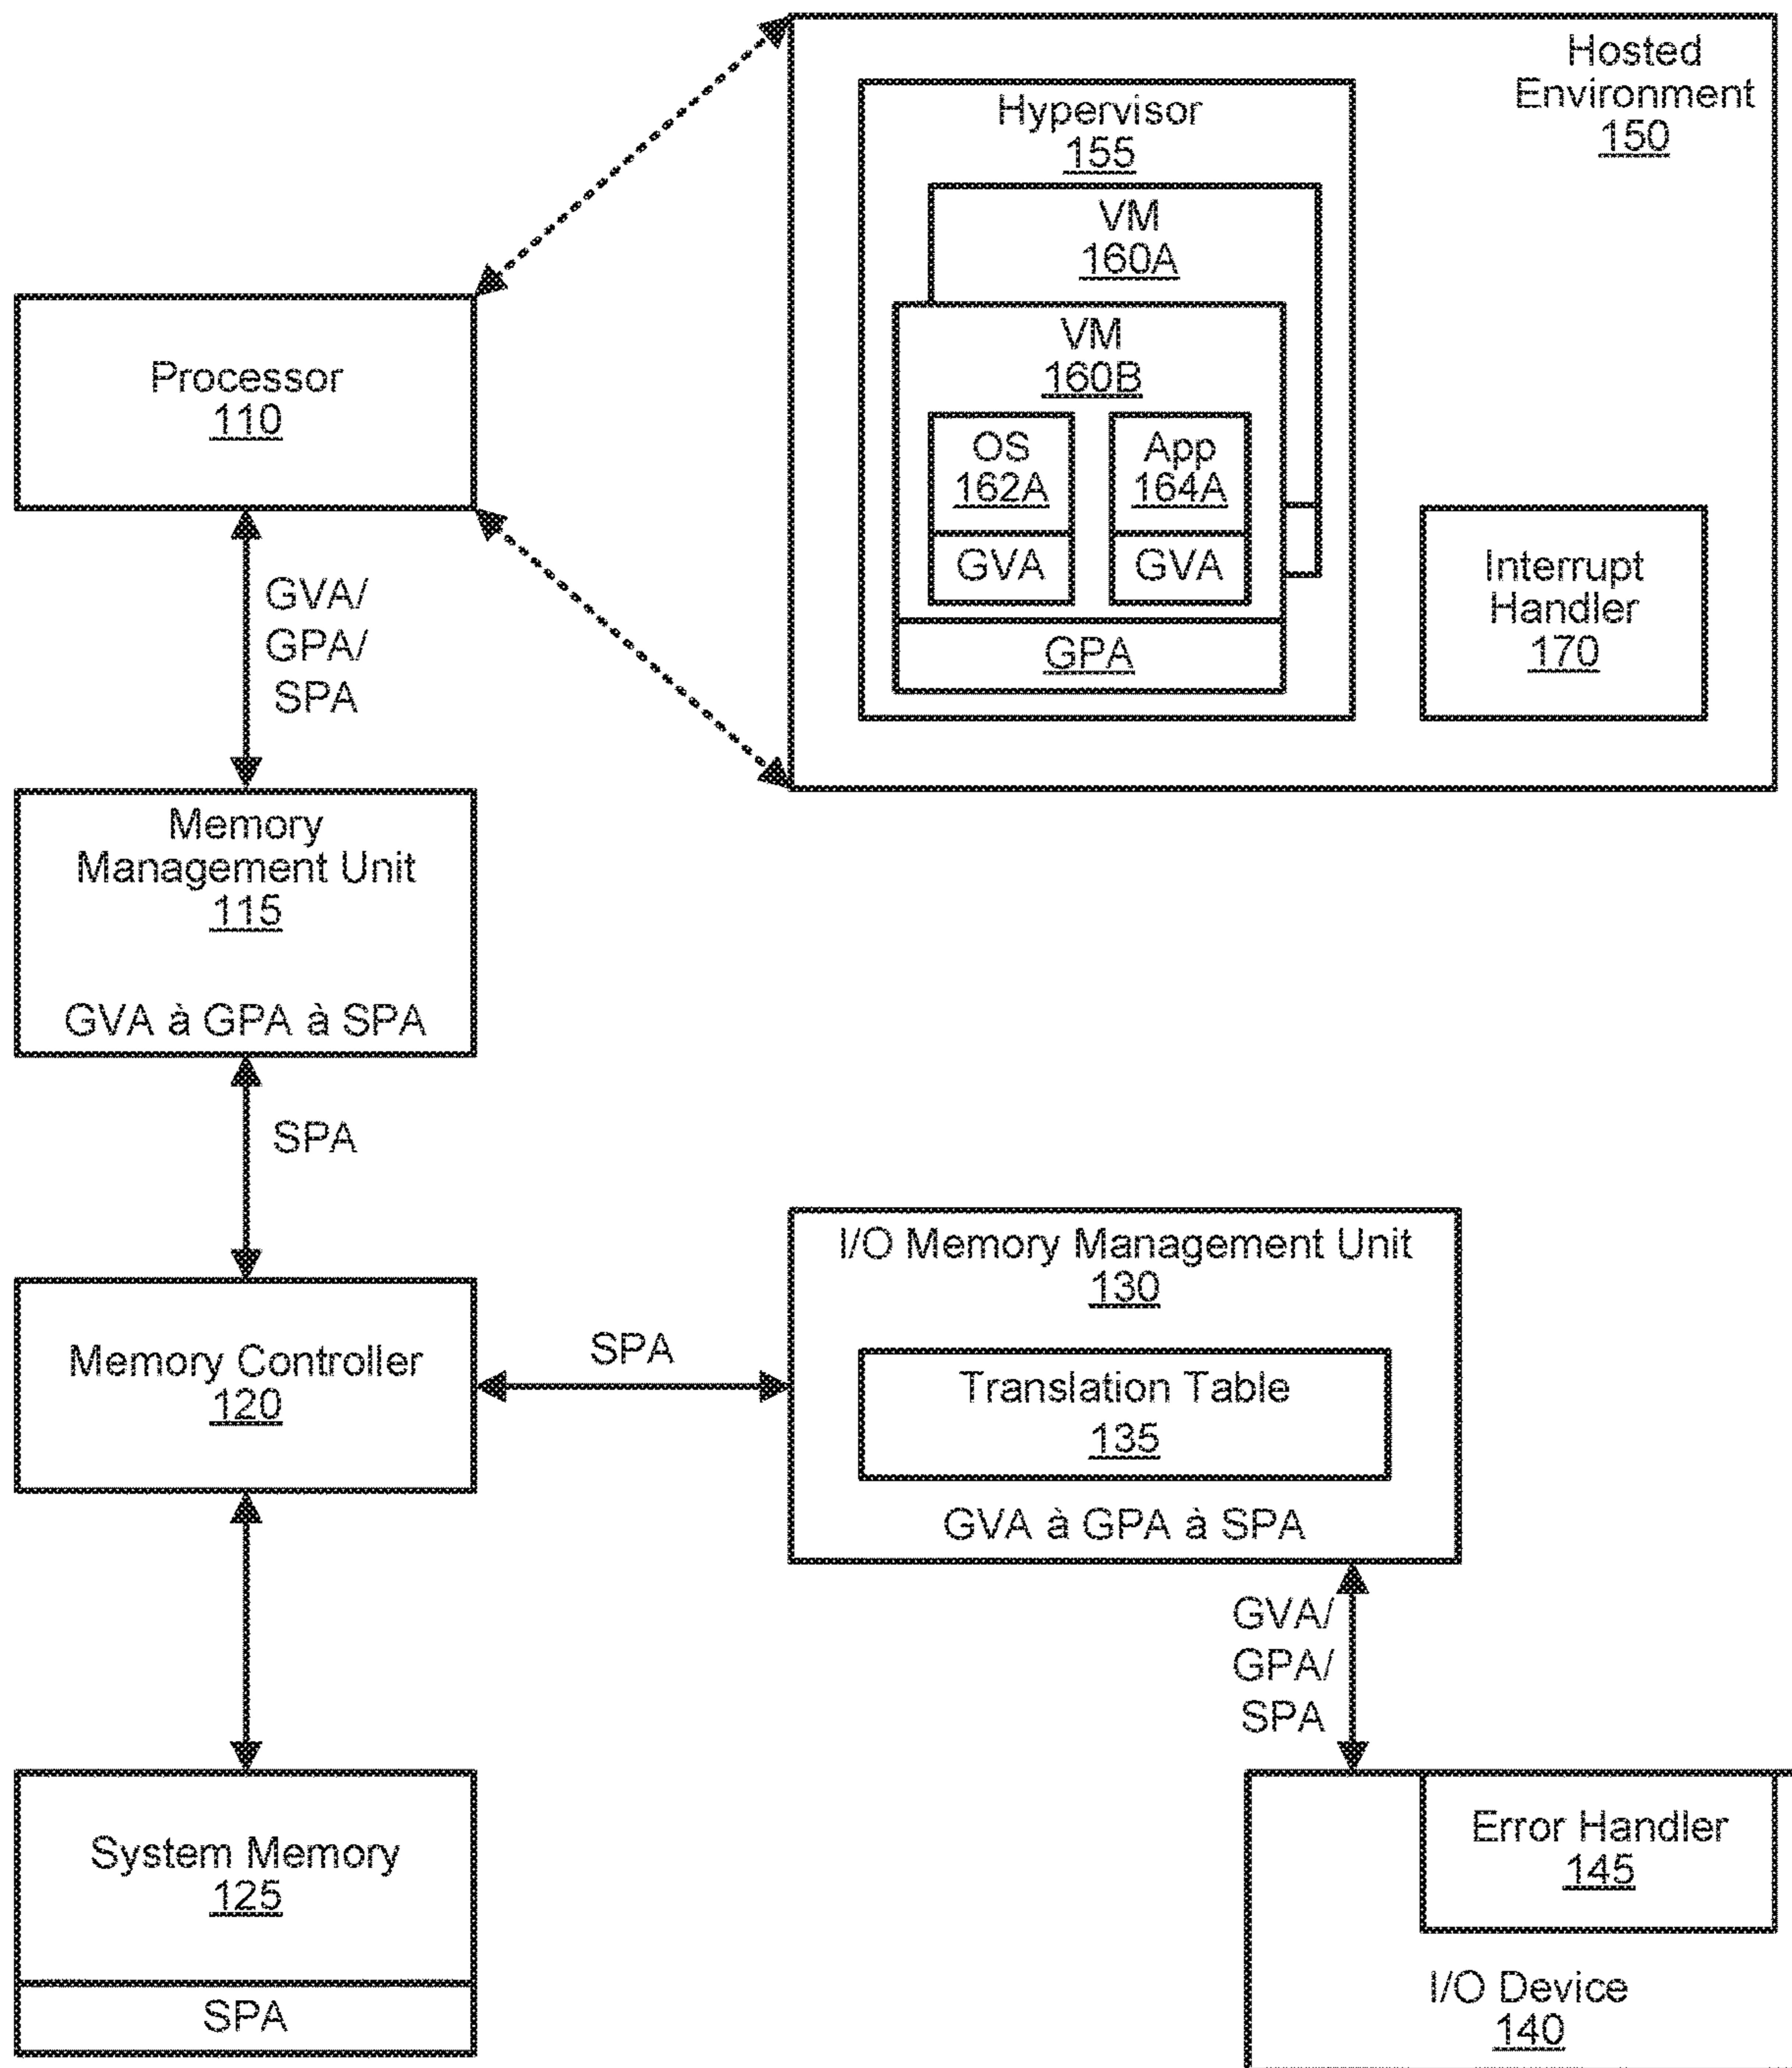 Hosted
Environment
150
Hypervisor
155
VM
160A
VM
160B
OS
162A
App
164A
GVA
GVA
GPA
Interrupt
Handler
170
Processor
110
GVA/
GPA/
SPA
Memory
Management Unit
115
GVA à GPA à SPA
SPA
Memory Controller
120
SPA
I/O Memory Management Unit
130
Translation Table
135
GVA à GPA à SPA
GVA/
GPA/
SPA
System Memory
125
SPA
Error Handler
145
I/O Device
140